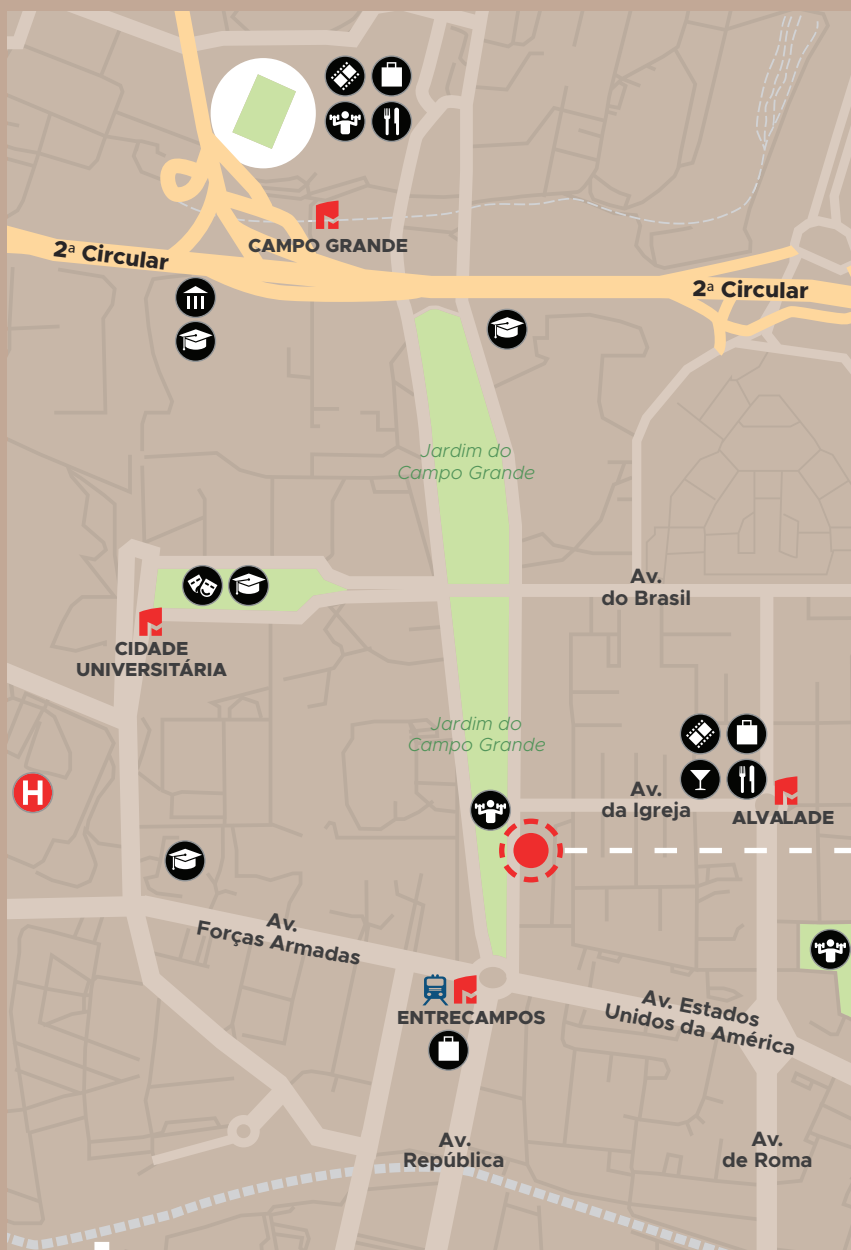 CAMPO GRANDE
2ª Circular
2ª Circular
Jardim do
Campo Grande
Av.
do Brasil
CIDADE
UNIVERSITÁRIA
Jardim do
Campo Grande
Av.
da Igreja
ALVALADE
H
Av.
Forças Armadas
ENTRECAMPOS
Av. Estados
Unidos da América
Av.
República
Av.
de Roma